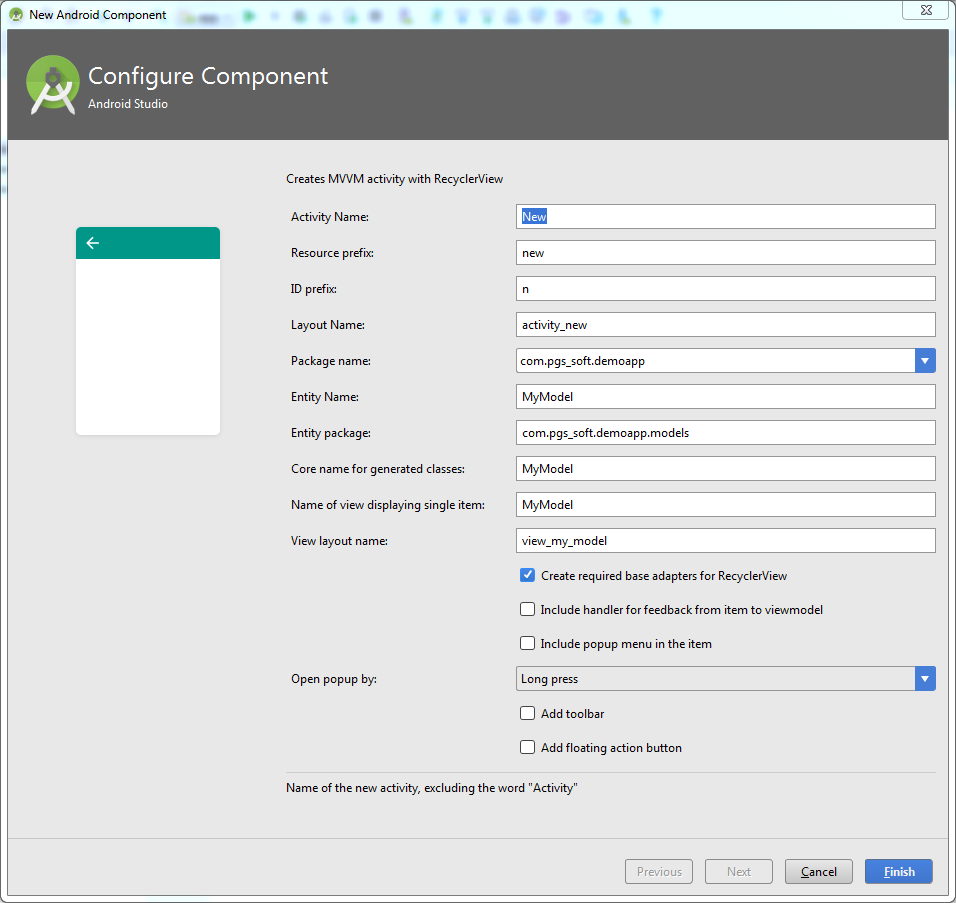 New Android Component
Configure Component
Android Studio
Creates MVVM activity with RecyclerView
Activity Name: New
Resource prefix: new
ID prefix: n
Layout Name: activity_new
Package name: com.pgs_soft.demoapp
Entity Name: MyModel
Entity package: com.pgs_soft.demoapp.models
Core name for generated classes: MyModel
Name of view displaying single item: MyModel
View layout name: view_my_model
Create required base adapters for RecyclerView
Include handler for feedback from item to viewmodel
Include popup menu in the item
Open popup by: Long press
Add toolbar
Add floating action button
Name of the new activity, excluding the word "Activity"
Previous Next Cancel Finish